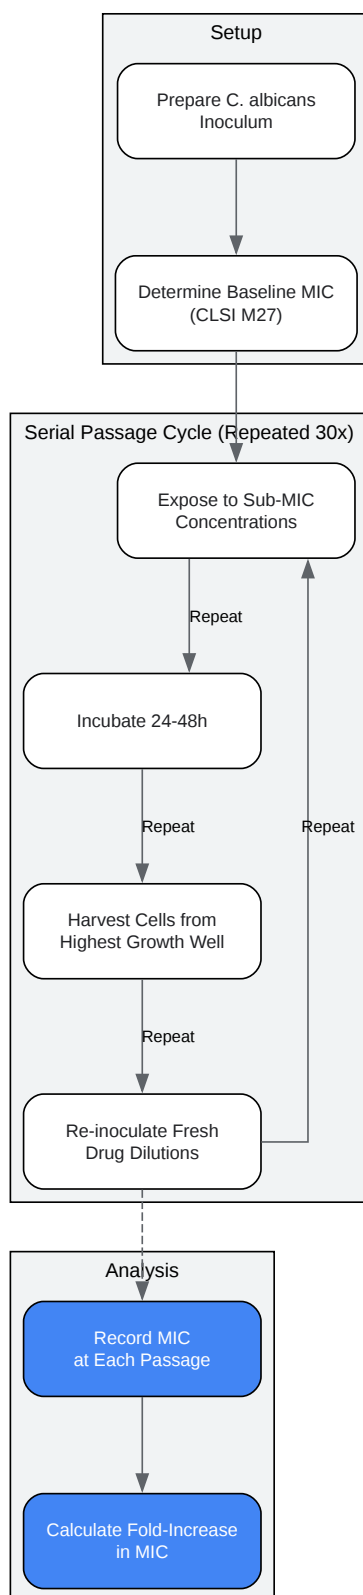 Setup
Prepare C. albicans
Inoculum
Determine Baseline MIC
(CLSI M27)
Serial Passage Cycle (Repeated 30x)
Expose to Sub-MIC
Concentrations
Repeat
Incubate 24-48h
Repeat
Repeat
Harvest Cells from
Highest Growth Well
Repeat
Re-inoculate Fresh
Drug Dilutions
Analysis
Record MIC
at Each Passage
Calculate Fold-Increase
in MIC